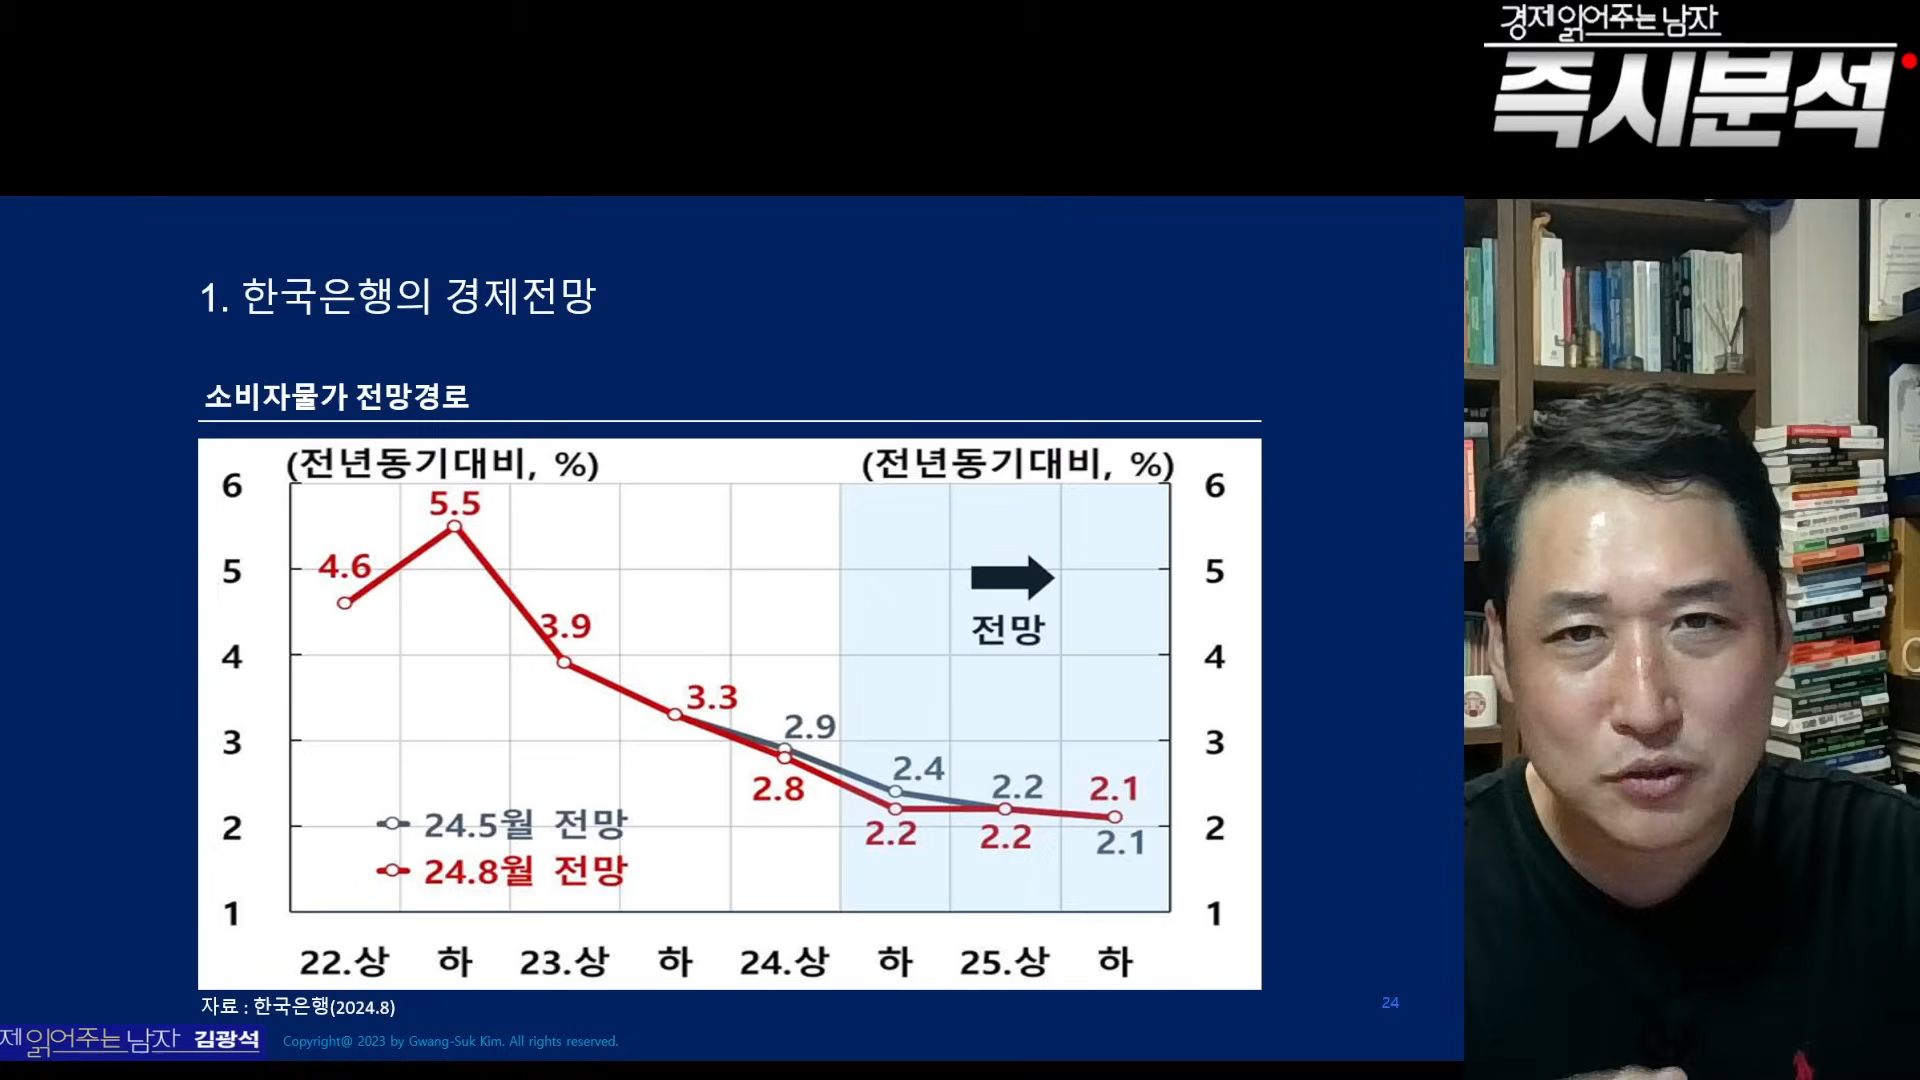 경제읽어주는남자
즉시분석
1. 한국은행의 경제전망
소비자물가 전망경로
(전년동기대비, %) (전년동기대비, %)
6 6
5.5
5 5
4.6
전망
3.9
4 4
3.3
2.9
3 3
2.8
2.4
2.2
2.1
2 2
2.2
2.2
2.1
24.5월 전망
24.8월 전망
1 1
22.상 하 23.상 하 24.상 하 25.상 하
자료 : 한국은행(2024.8)
24
제읽어주는남자 김광석
Copyright@ 2023 by Gwang-Suk Kim. All rights reserved.